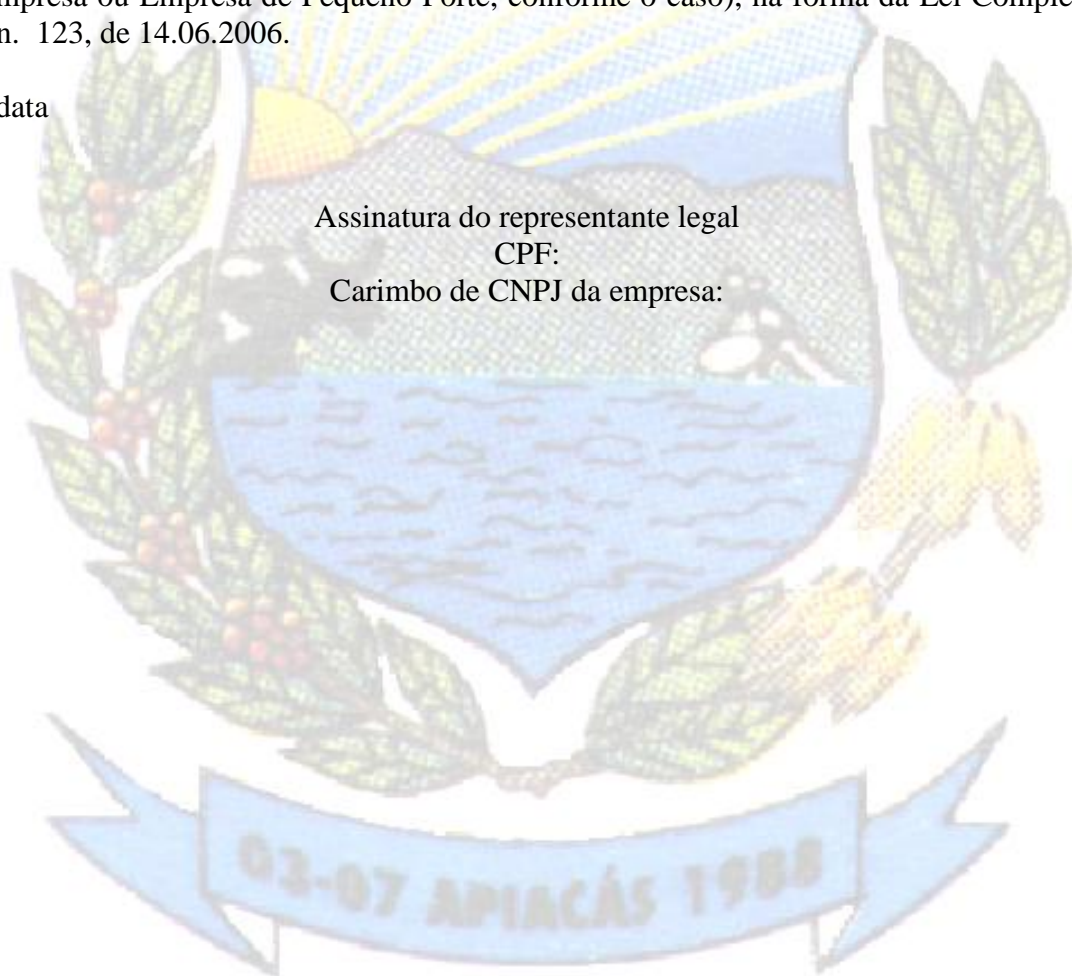 mpresa ou Empresa de Pequeno Porte, conforme o caso), na forma da Lei Comple
n. 123, de 14.06.2006.
data
Assinatura do representante legal
CPF:
Carimbo de CNPJ da empresa:
03-07 APIACÁS 1988